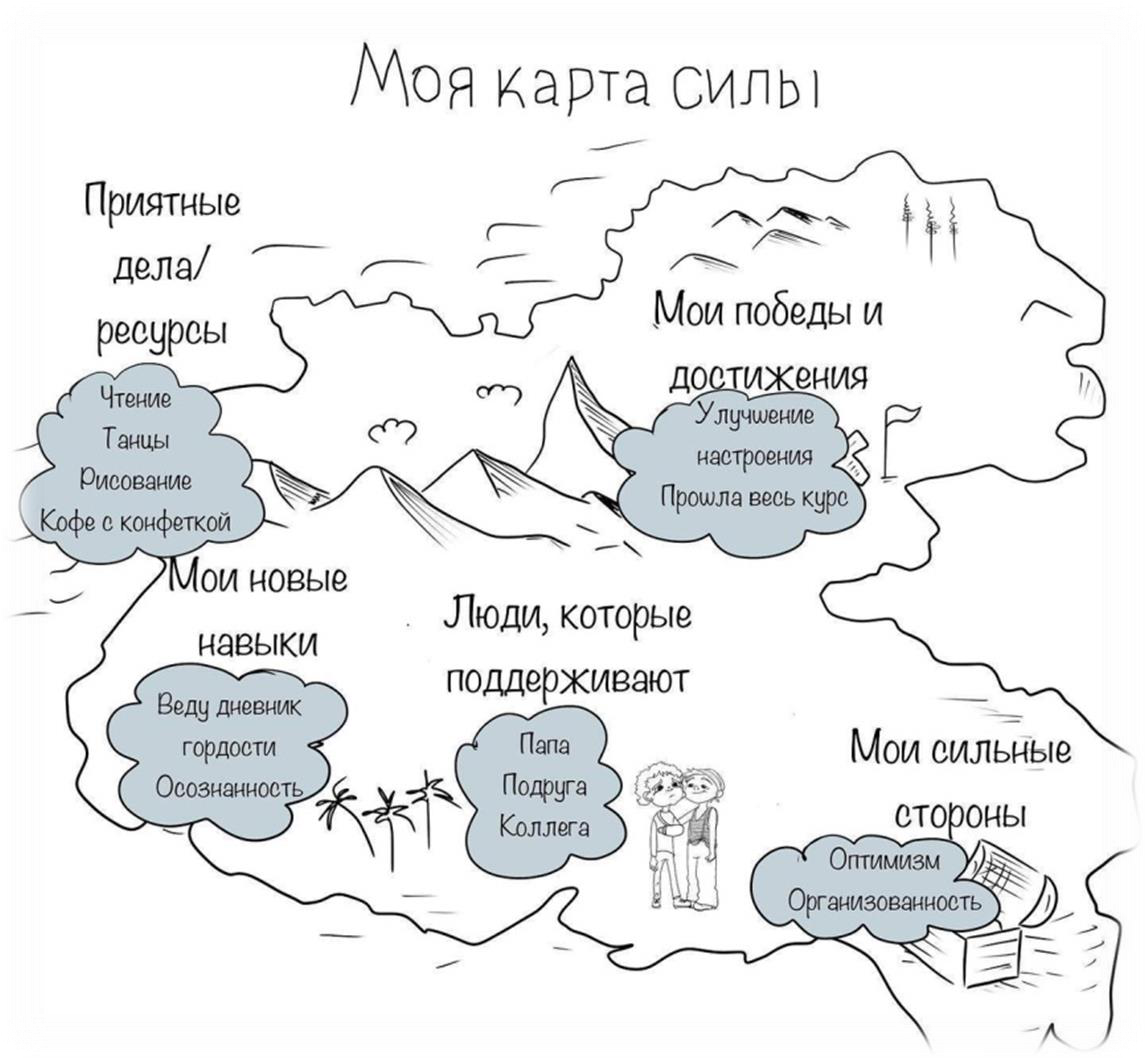 Моя карта силы
Приятные
дела/
ресурсы
Чтение
Танцы
Рисование
Кофе с конфеткой
Мои победы и
достижения
Улучшение
настроения
Прошла весь курс
Мои новые
навыки
Веду дневник
гордости
Осознанность
Люди, которые
поддерживают
Папа
Подруга
Коллега
Мои сильные
стороны
Оптимизм
Организованность